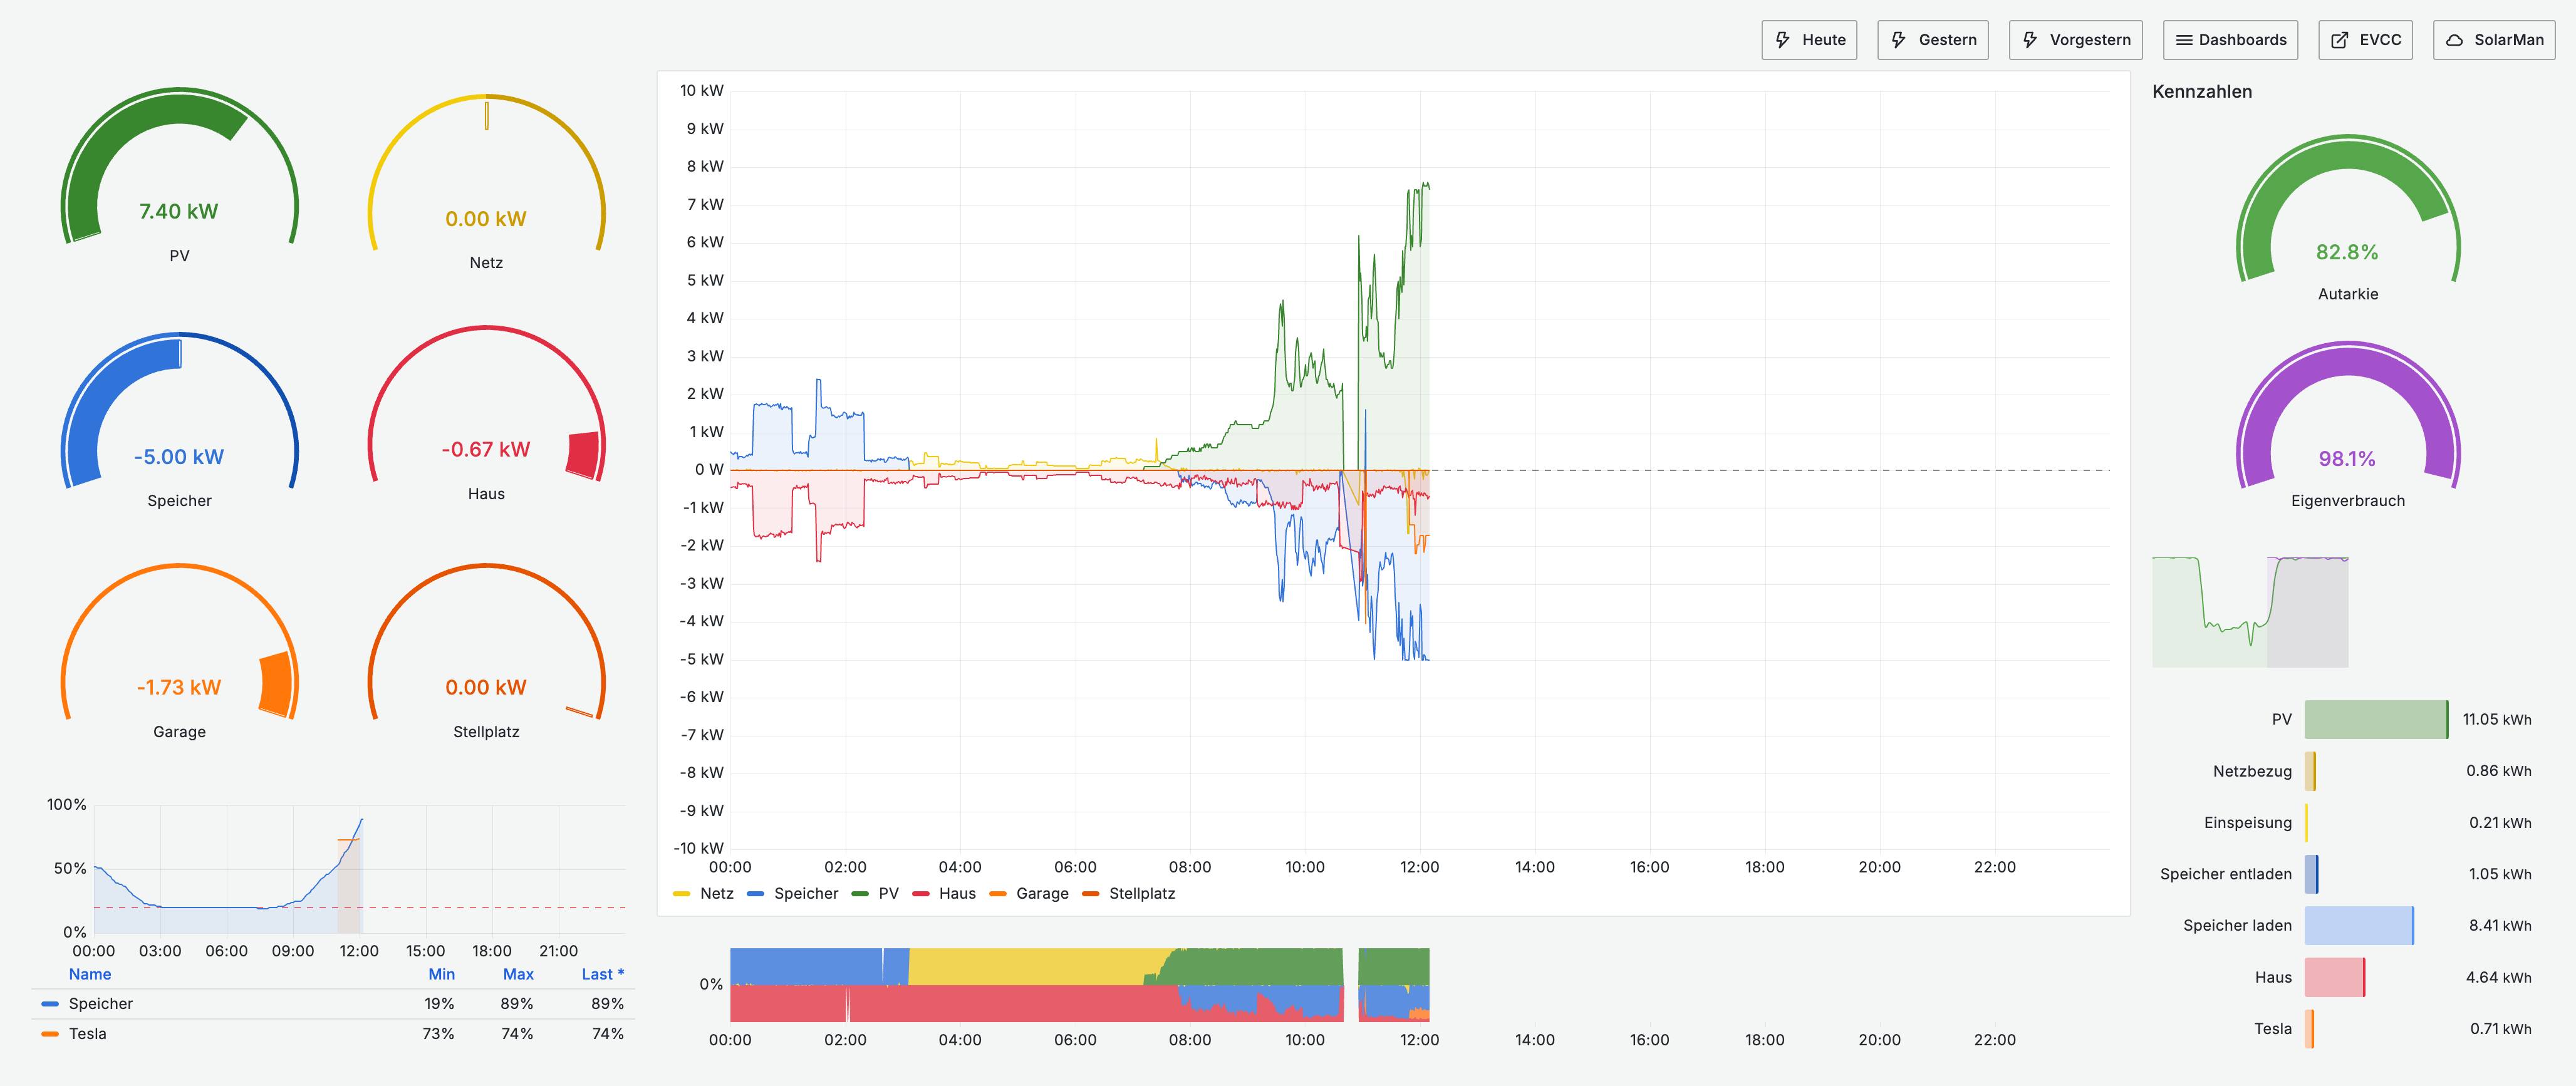 Heute Gestern Vorgestern Dashboards EVCC SolarMan
7.40 kW
PV
0.00 kW
Netz
-5.00 kW
Speicher
-0.67 kW
Haus
-1.73 kW
Garage
0.00 kW
Stellplatz
100%
50%
0%
00:00 03:00 06:00 09:00 12:00 15:00 18:00 21:00
Name Min Max Last *
Speicher 19% 89% 89%
Tesla 73% 74% 74%
10 kW
9 kW
8 kW
7 kW
6 kW
5 kW
4 kW
3 kW
2 kW
1 kW
0 W
-1 kW
-2 kW
-3 kW
-4 kW
-5 kW
-6 kW
-7 kW
-8 kW
-9 kW
-10 kW
00:00 02:00 04:00 06:00 08:00 10:00 12:00 14:00 16:00 18:00 20:00 22:00
Netz Speicher PV Haus Garage Stellplatz
0%
00:00 02:00 04:00 06:00 08:00 10:00 12:00 14:00 16:00 18:00 20:00 22:00
Kennzahlen
82.8%
Autarkie
98.1%
Eigenverbrauch
PV 11.05 kWh
Netzbezug 0.86 kWh
Einspeisung 0.21 kWh
Speicher entladen 1.05 kWh
Speicher laden 8.41 kWh
Haus 4.64 kWh
Tesla 0.71 kWh